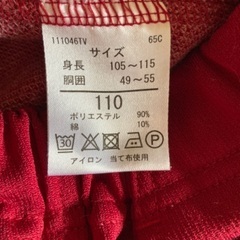 111046TV 65C
サイズ
身長 105～115
胴囲 49～55
110
ポリエステル 90%
綿 10%
30
アイロン 当て布使用